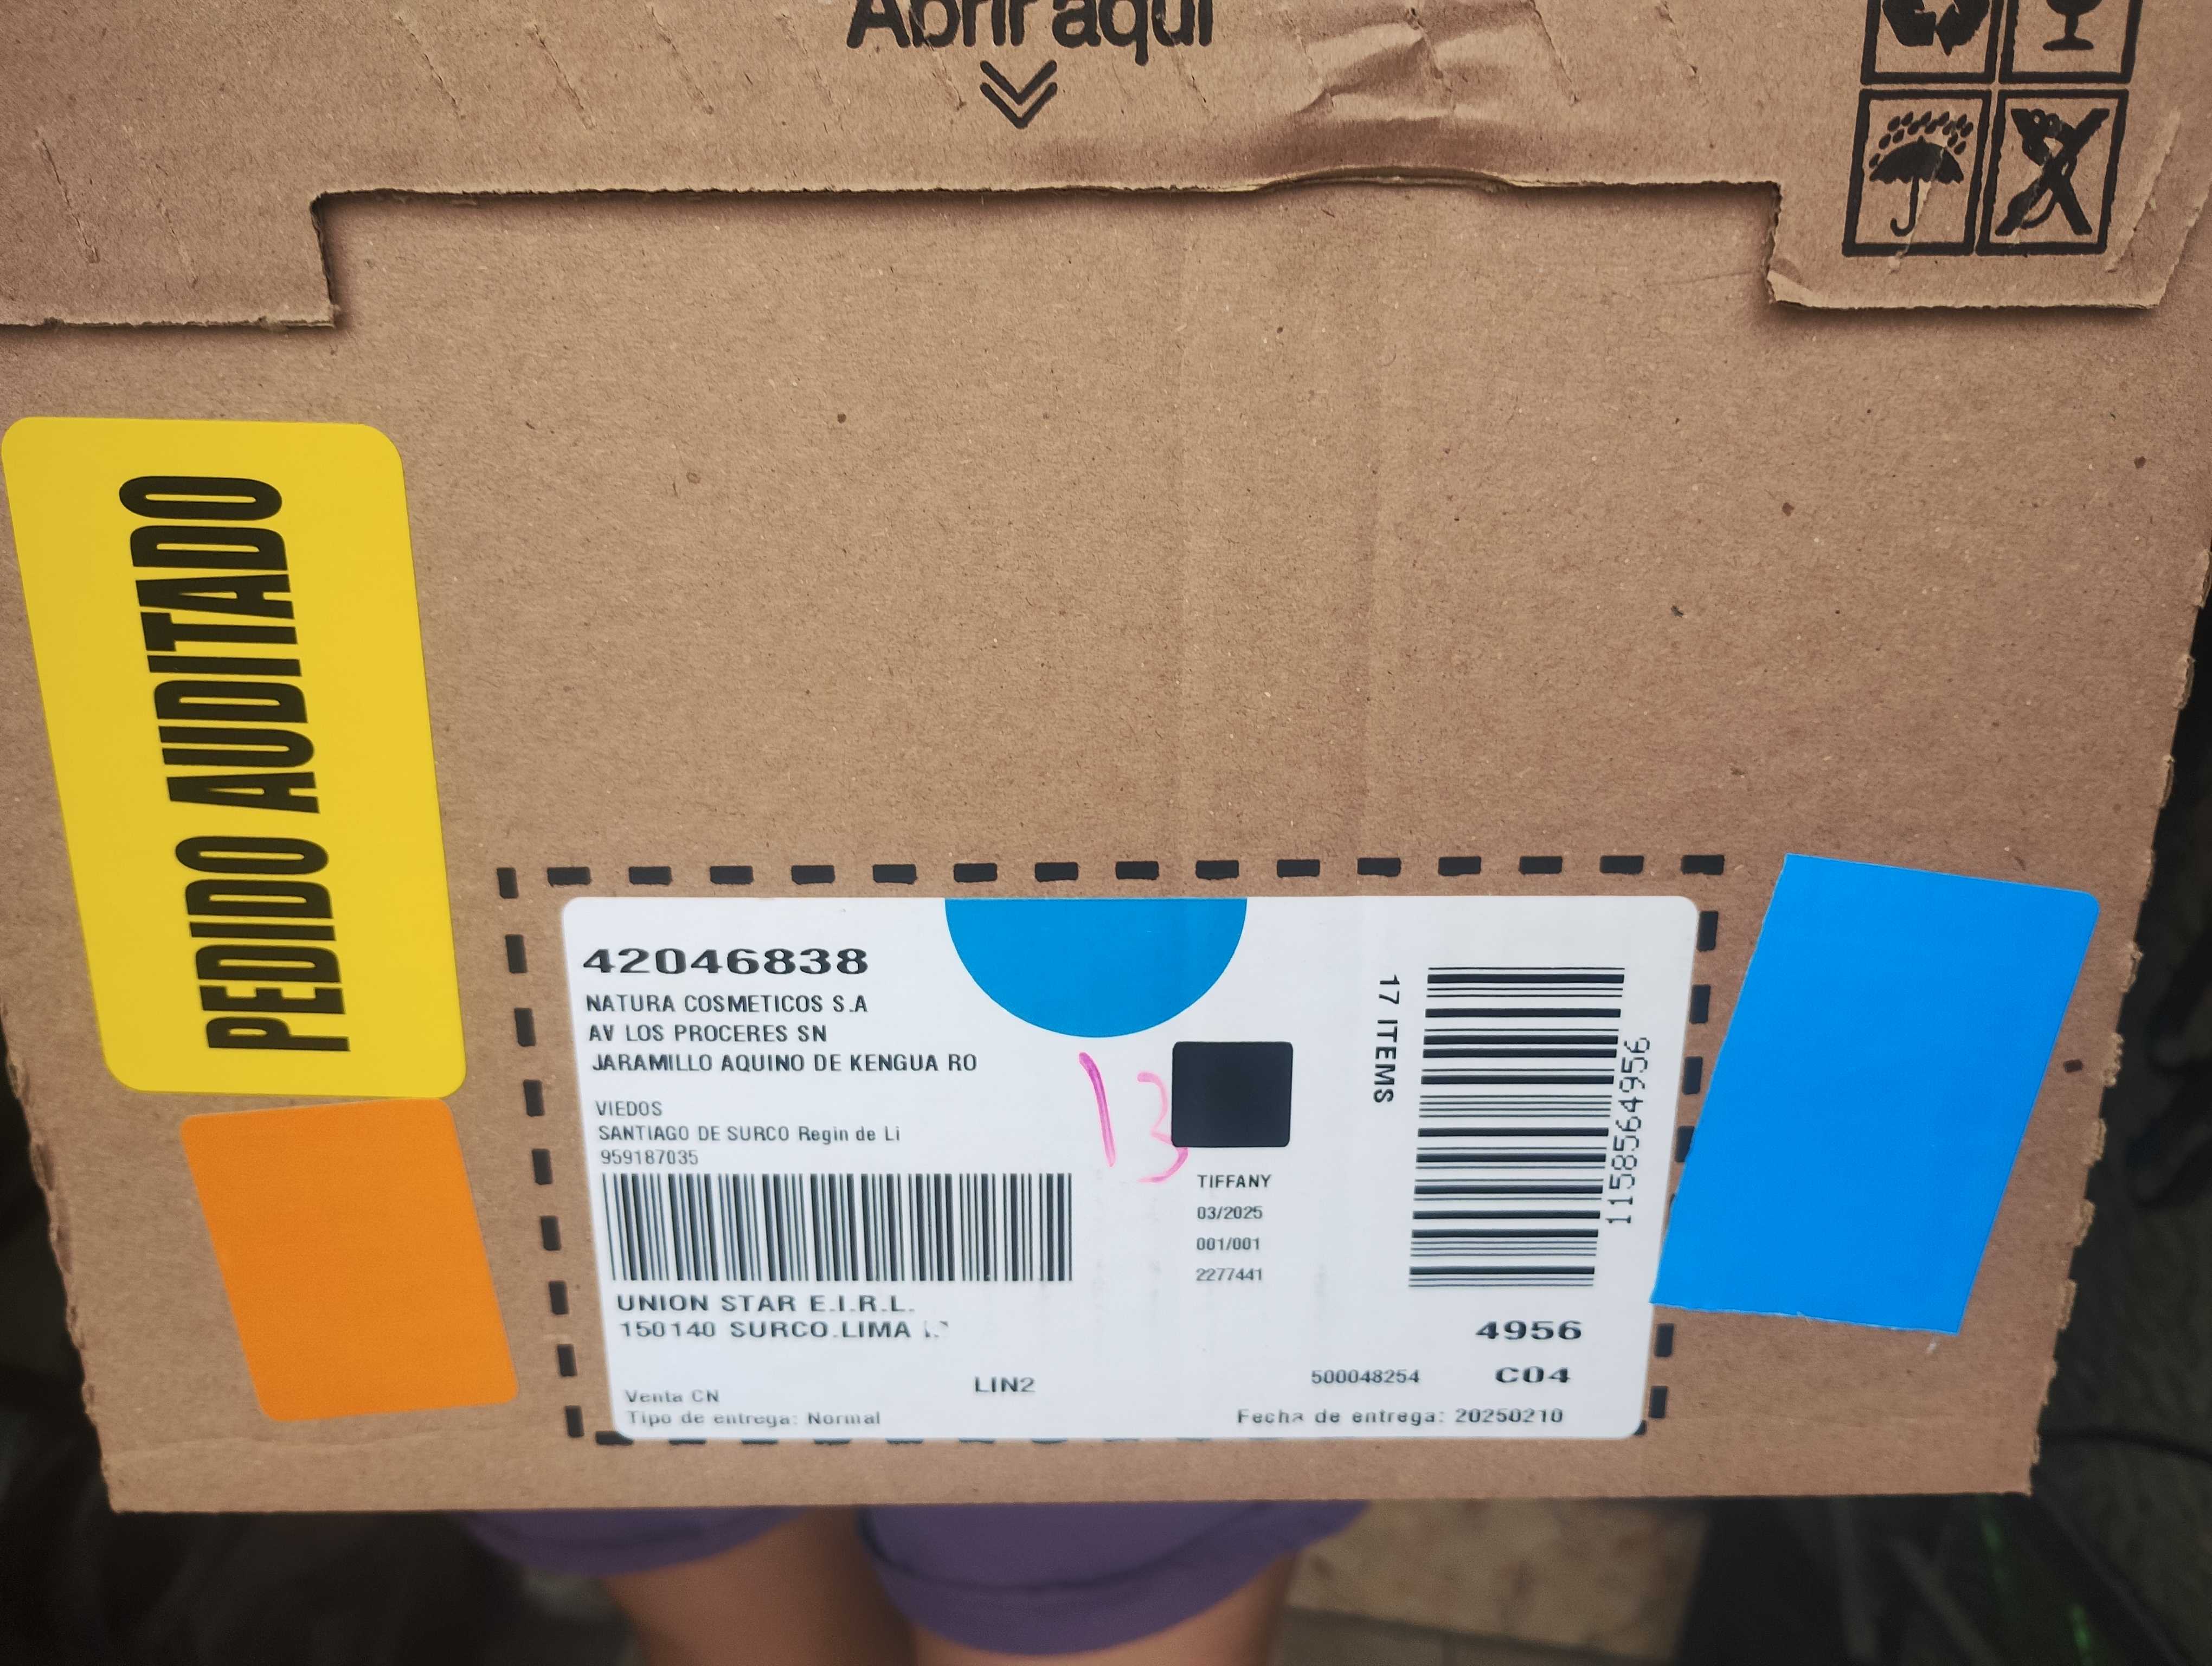 Abrir aquí
PEDIDO AUDITADO
42046838
NATURA COSMETICOS S.A
AV LOS PROCERES SN
JARAMILLO AQUINO DE KENGUA RO
VIEDOS
SANTIAGO DE SURCO Regin de Li
959187035
UNION STAR E.I.R.L.
150140 SURCO.LIMA
Venta CN
Tipo de entrega: Normal
LIN2
13
TIFFANY
03/2025
001/001
2277441
17 ITEMS
1158564956
4956
500048254 C04
Fecha de entrega: 20250210